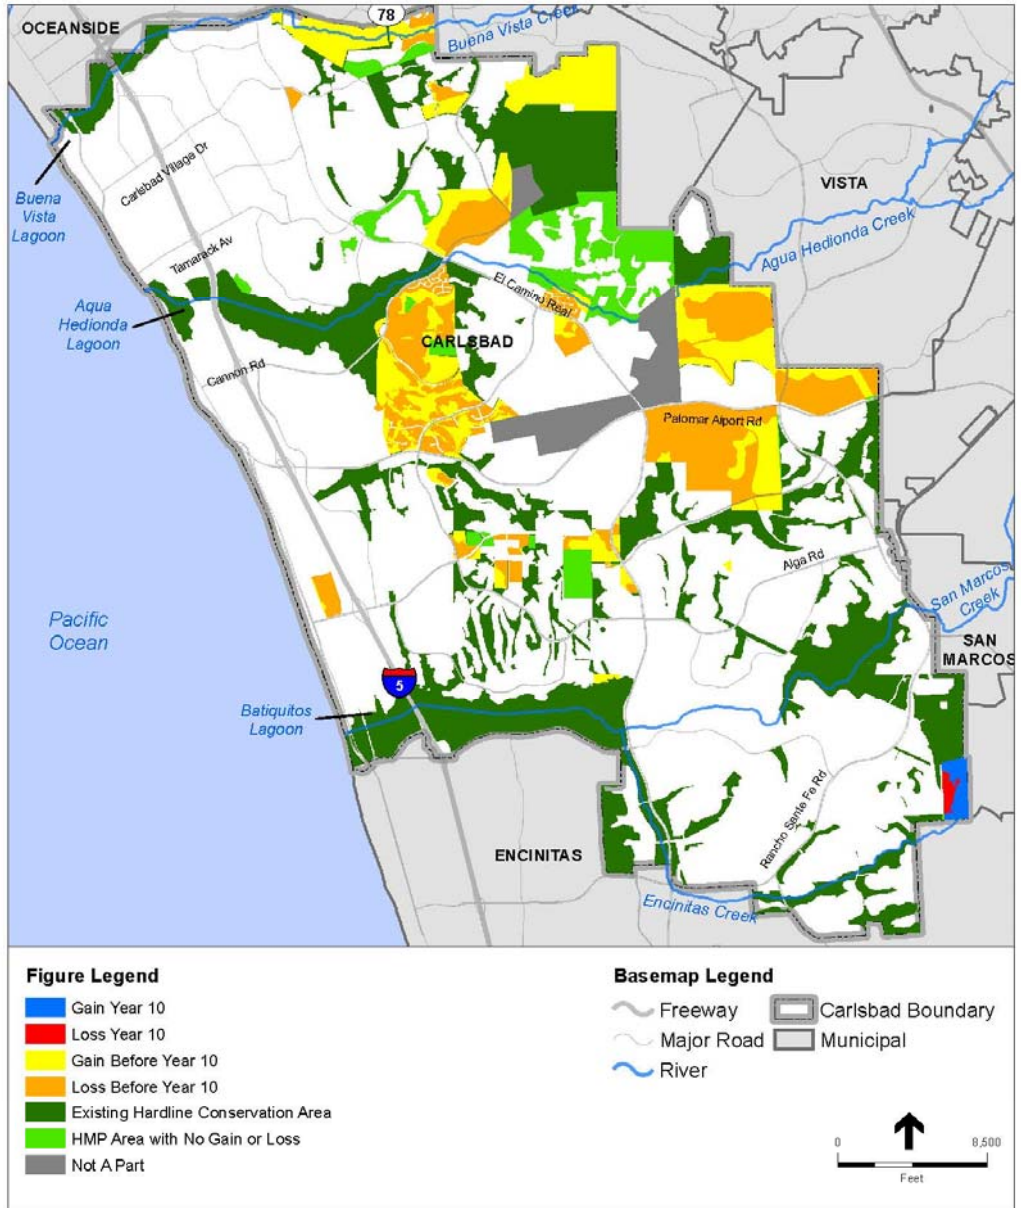 OCEANSIDE
78
Buena Vista Creek
Buena
Vista
Lagoon
Carlsbad Village Dr
VISTA
Tamarack Av
Agua Hedionda Creek
Aqua
Hedionda
Lagoon
El Camino Real
CARLSBAD
Cannon Rd
Palomar Aiport Rd
Alga Rd
San Marcos
Creek
Pacific
Ocean
SAN
MARCOS
5
Batiquitos
Lagoon
Rancho Sante Fe Rd
ENCINITAS
Encinitas Creek
Figure Legend
Gain Year 10
Loss Year 10
Gain Before Year 10
Loss Before Year 10
Existing Hardline Conservation Area
HMP Area with No Gain or Loss
Not A Part
Basemap Legend
Freeway
Carlsbad Boundary
Major Road
Municipal
River
0 8,500
Feet